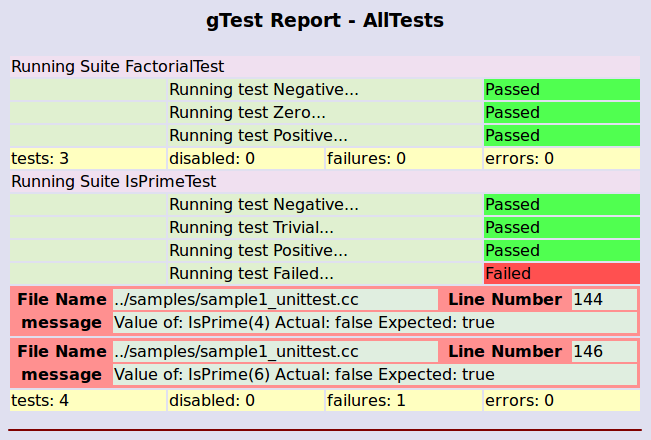 gTest Report - AllTests
Running Suite FactorialTest
Running test Negative... Passed
Running test Zero... Passed
Running test Positive... Passed
tests: 3 disabled: 0 failures: 0 errors: 0
Running Suite IsPrimeTest
Running test Negative... Passed
Running test Trivial... Passed
Running test Positive... Passed
Running test Failed... Failed
File Name ../samples/sample1_unittest.cc Line Number 144
message Value of: IsPrime(4) Actual: false Expected: true
File Name ../samples/sample1_unittest.cc Line Number 146
message Value of: IsPrime(6) Actual: false Expected: true
tests: 4 disabled: 0 failures: 1 errors: 0